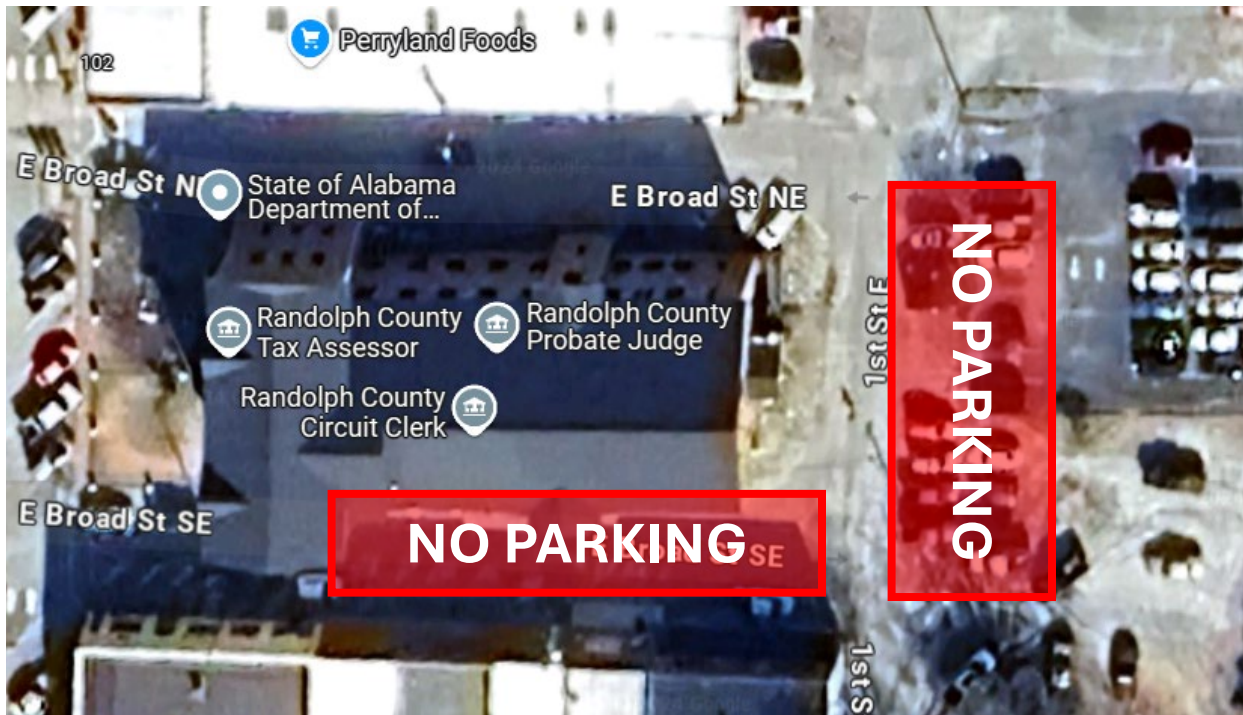 Perryland Foods
102
E Broad St N
State of Alabama
Department of...
E Broad St NE
Randolph County
Tax Assessor
Randolph County
Probate Judge
1st St E
NO PARKING
Randolph County
Circuit Clerk
E Broad St SE
NO PARKING
St SE
1st S